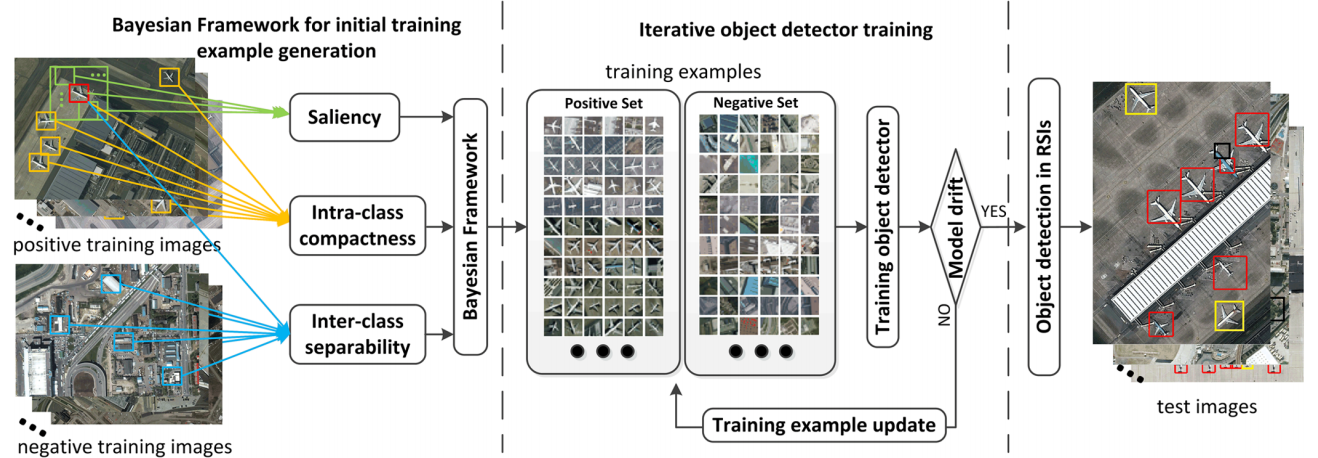 Bayesian Framework for initial training
example generation
Iterative object detector training
training examples
Positive Set
Negative Set
Saliency
Intra-class
compactness
Inter-class
separability
Bayesian Framework
Training object detector
Model drift
YES
NO
Training example update
Object detection in RSIs
positive training images
negative training images
test images